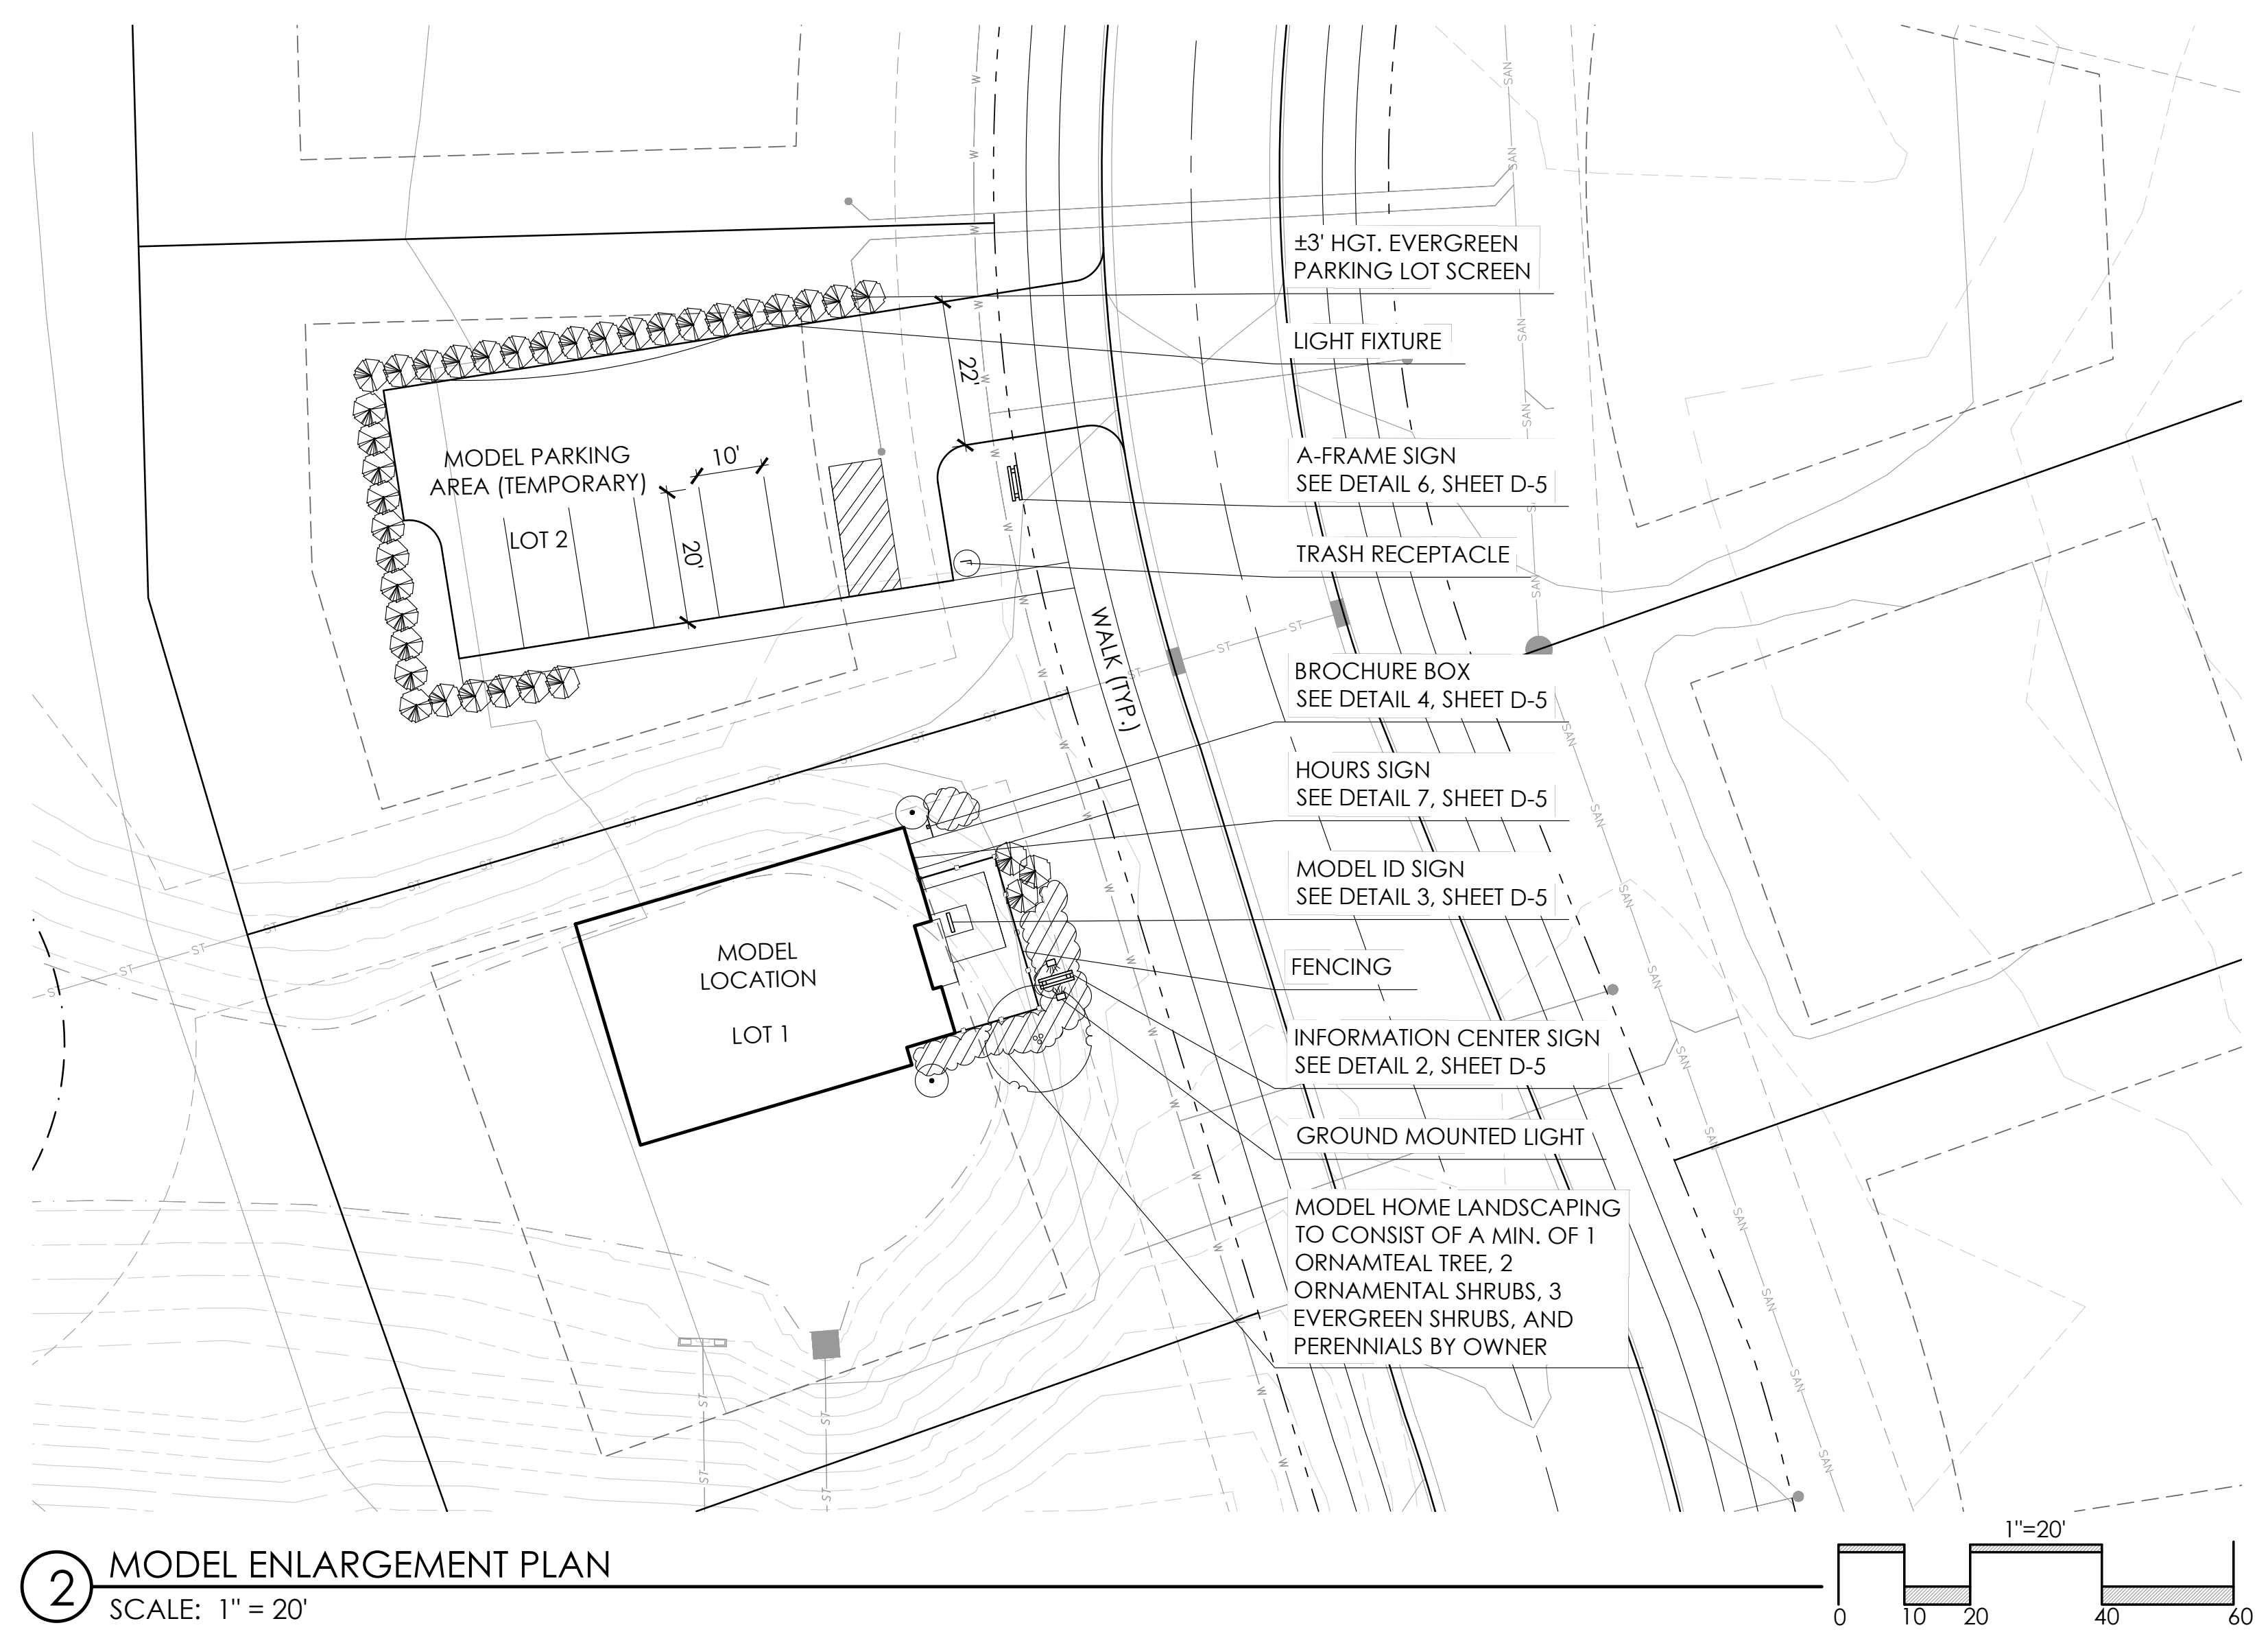 ±3' HGT. EVERGREEN
PARKING LOT SCREEN
LIGHT FIXTURE
22'
MODEL PARKING
AREA (TEMPORARY)
LOT 2
10'
20'
A-FRAME SIGN
SEE DETAIL 6, SHEET D-5
TRASH RECEPTACLE
WALK (TYP.)
BROCHURE BOX
SEE DETAIL 4, SHEET D-5
HOURS SIGN
SEE DETAIL 7, SHEET D-5
MODEL ID SIGN
SEE DETAIL 3, SHEET D-5
FENCING
MODEL
LOCATION
LOT 1
INFORMATION CENTER SIGN
SEE DETAIL 2, SHEET D-5
GROUND MOUNTED LIGHT
MODEL HOME LANDSCAPING
TO CONSIST OF A MIN. OF 1
ORNAMTEAL TREE, 2
ORNAMENTAL SHRUBS, 3
EVERGREEN SHRUBS, AND
PERENNIALS BY OWNER
W
SAN
ST
2
MODEL ENLARGEMENT PLAN
SCALE: 1" = 20'
1"=20'
0 10 20 40 60